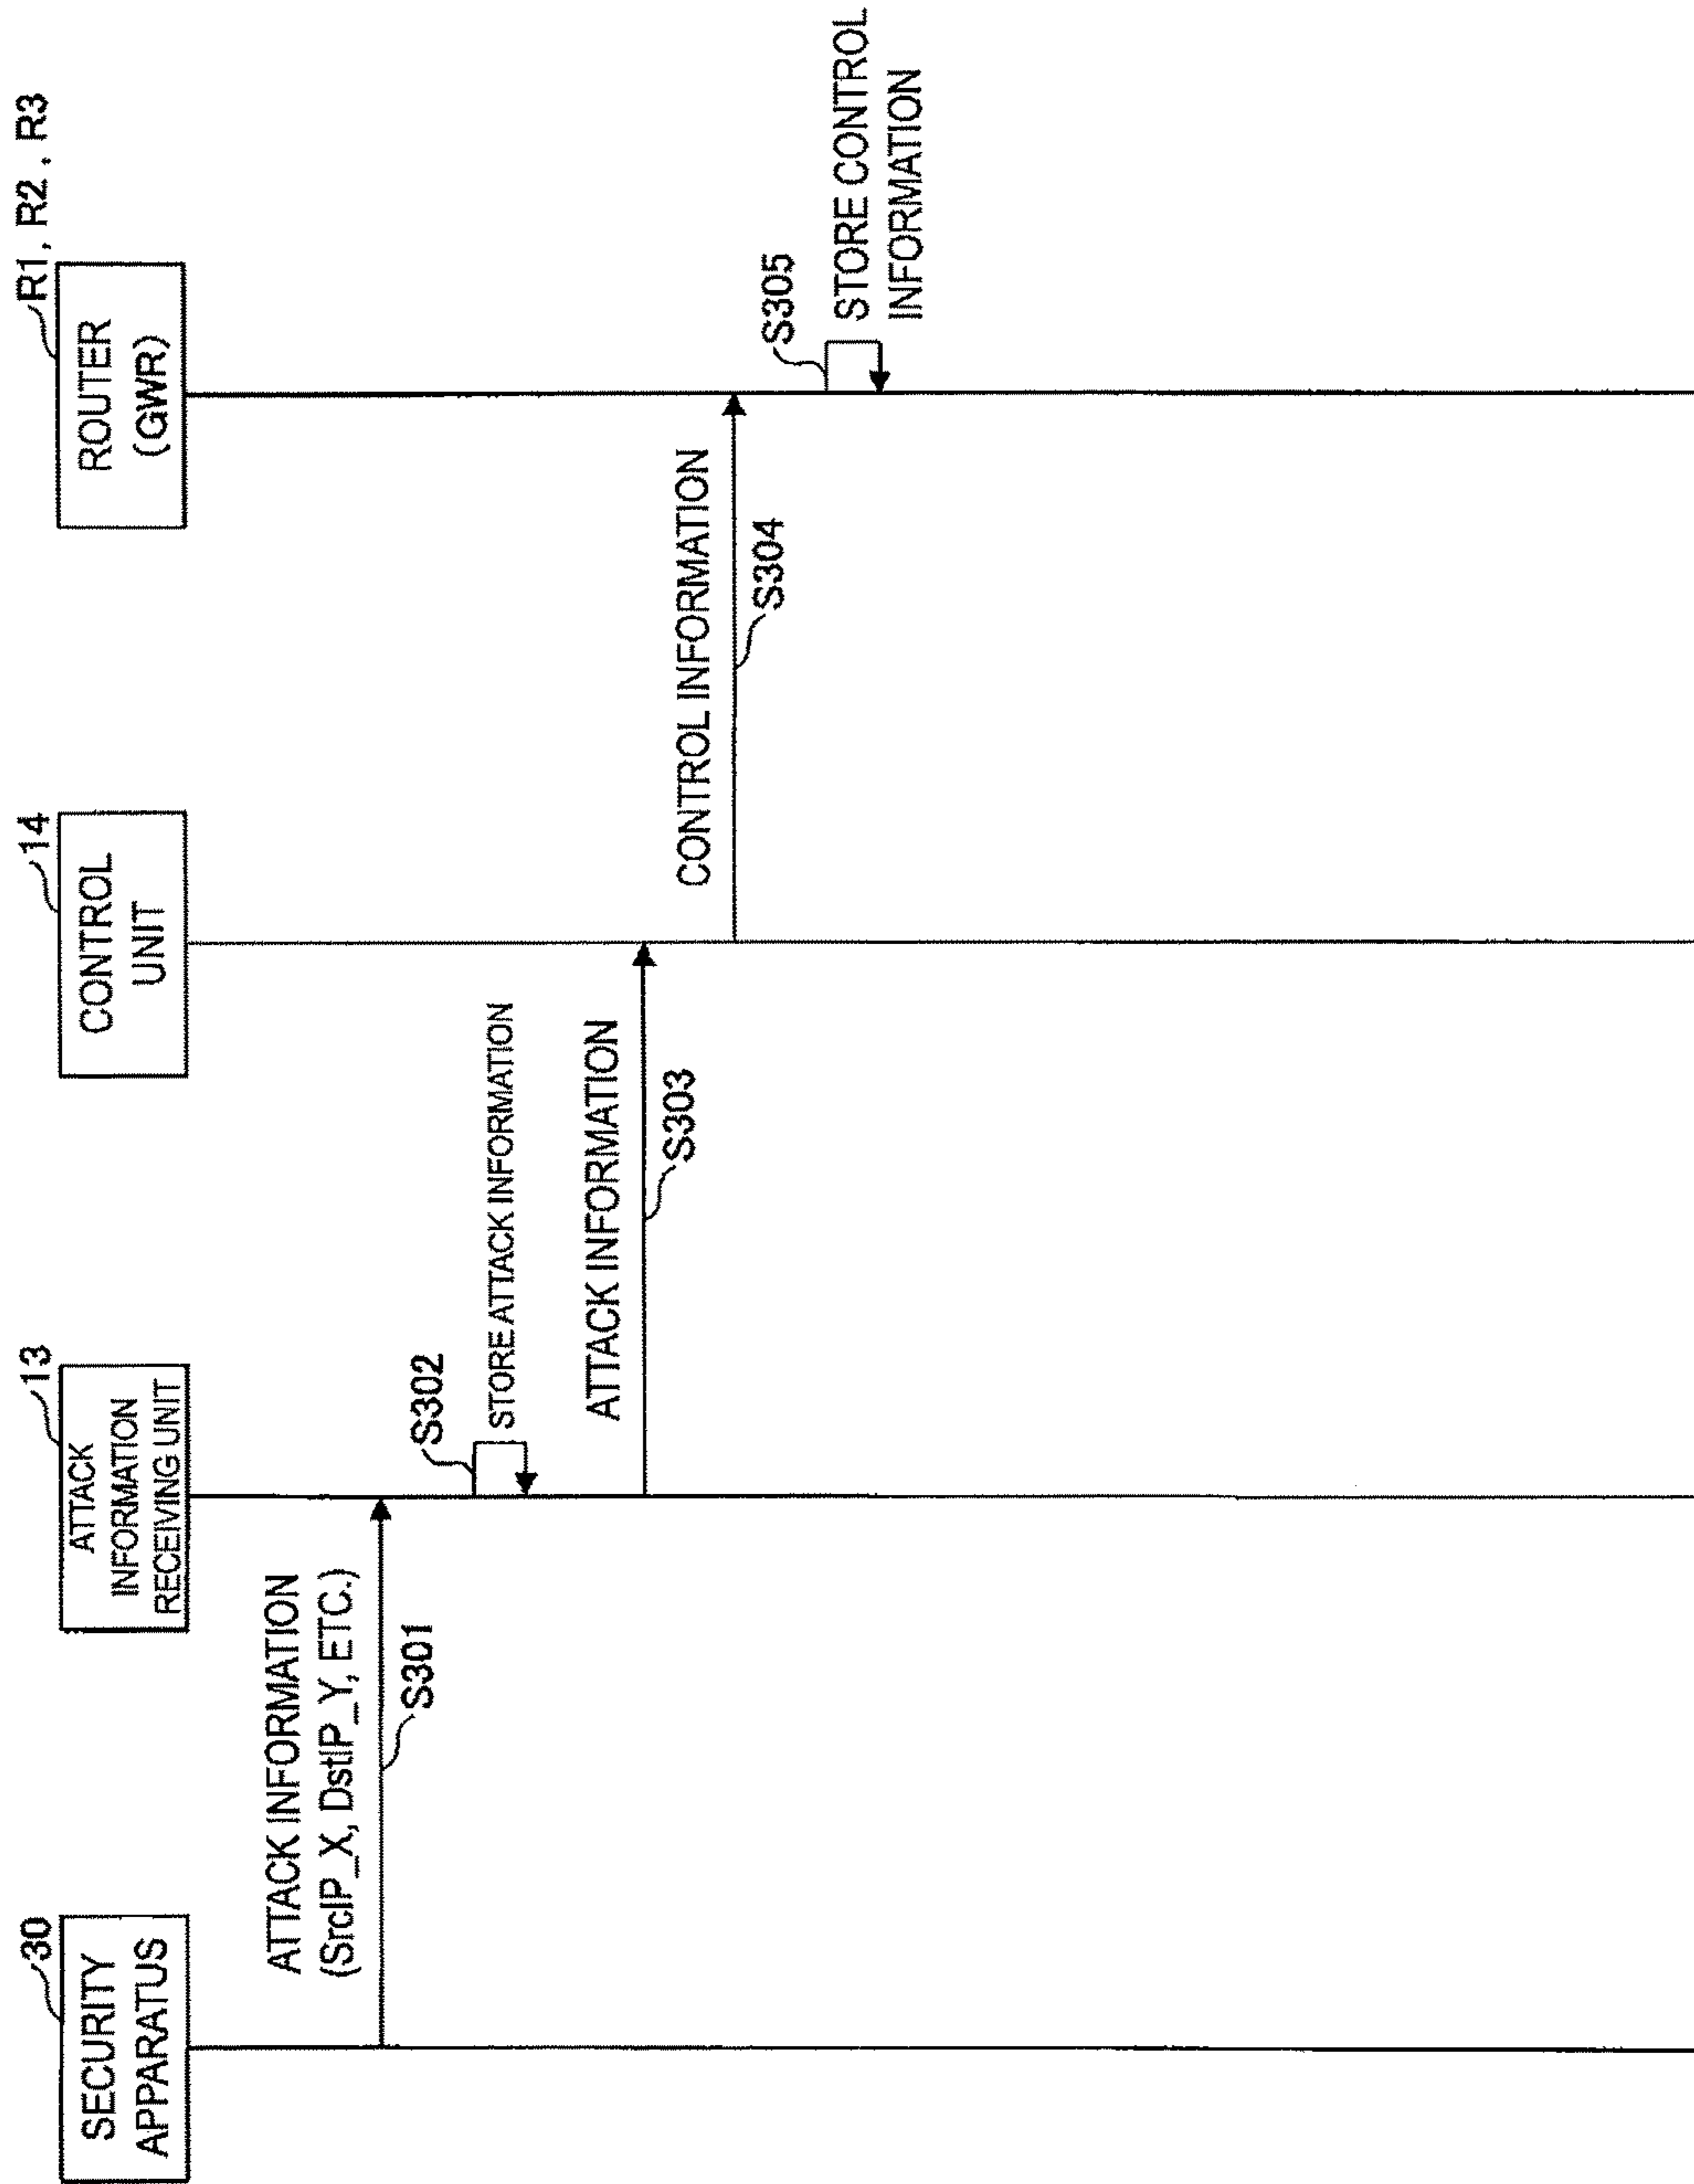 30
SECURITY
APPARATUS
13
ATTACK
INFORMATION
RECEIVING UNIT
14
CONTROL
UNIT
R1, R2, R3
ROUTER
(GWR)
ATTACK INFORMATION
(SrcIP_X, DstIP_Y, ETC.)
S301
S302
STORE ATTACK INFORMATION
ATTACK INFORMATION
S303
CONTROL INFORMATION
S304
S305
STORE CONTROL
INFORMATION